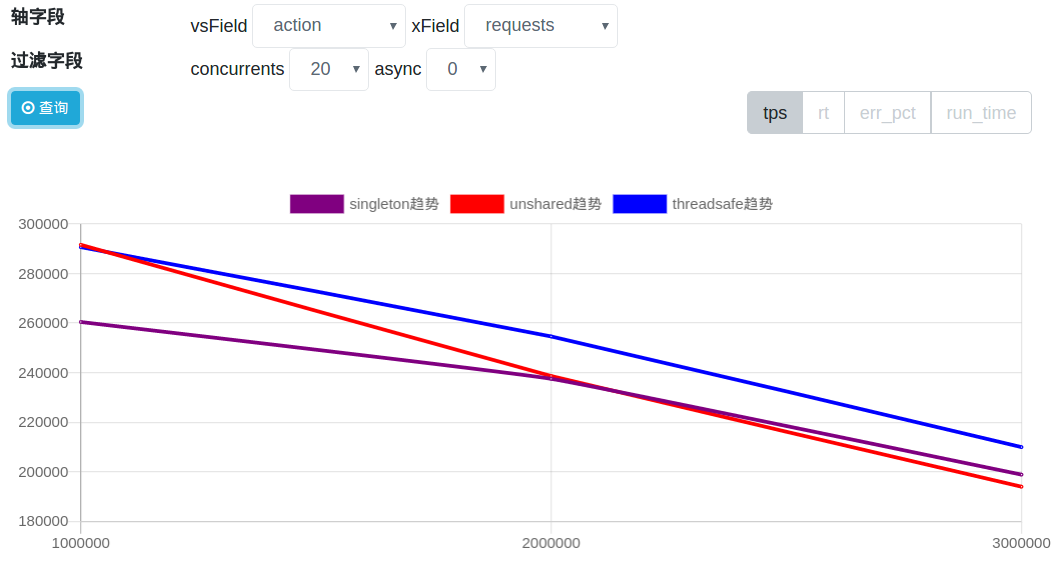 轴字段
vsField action xField requests
过滤字段
concurrents 20 async 0
查询
tps rt err_pct run_time
singleton趋势 unshared趋势 threadsafe趋势
300000
280000
260000
240000
220000
200000
180000
1000000 2000000 3000000